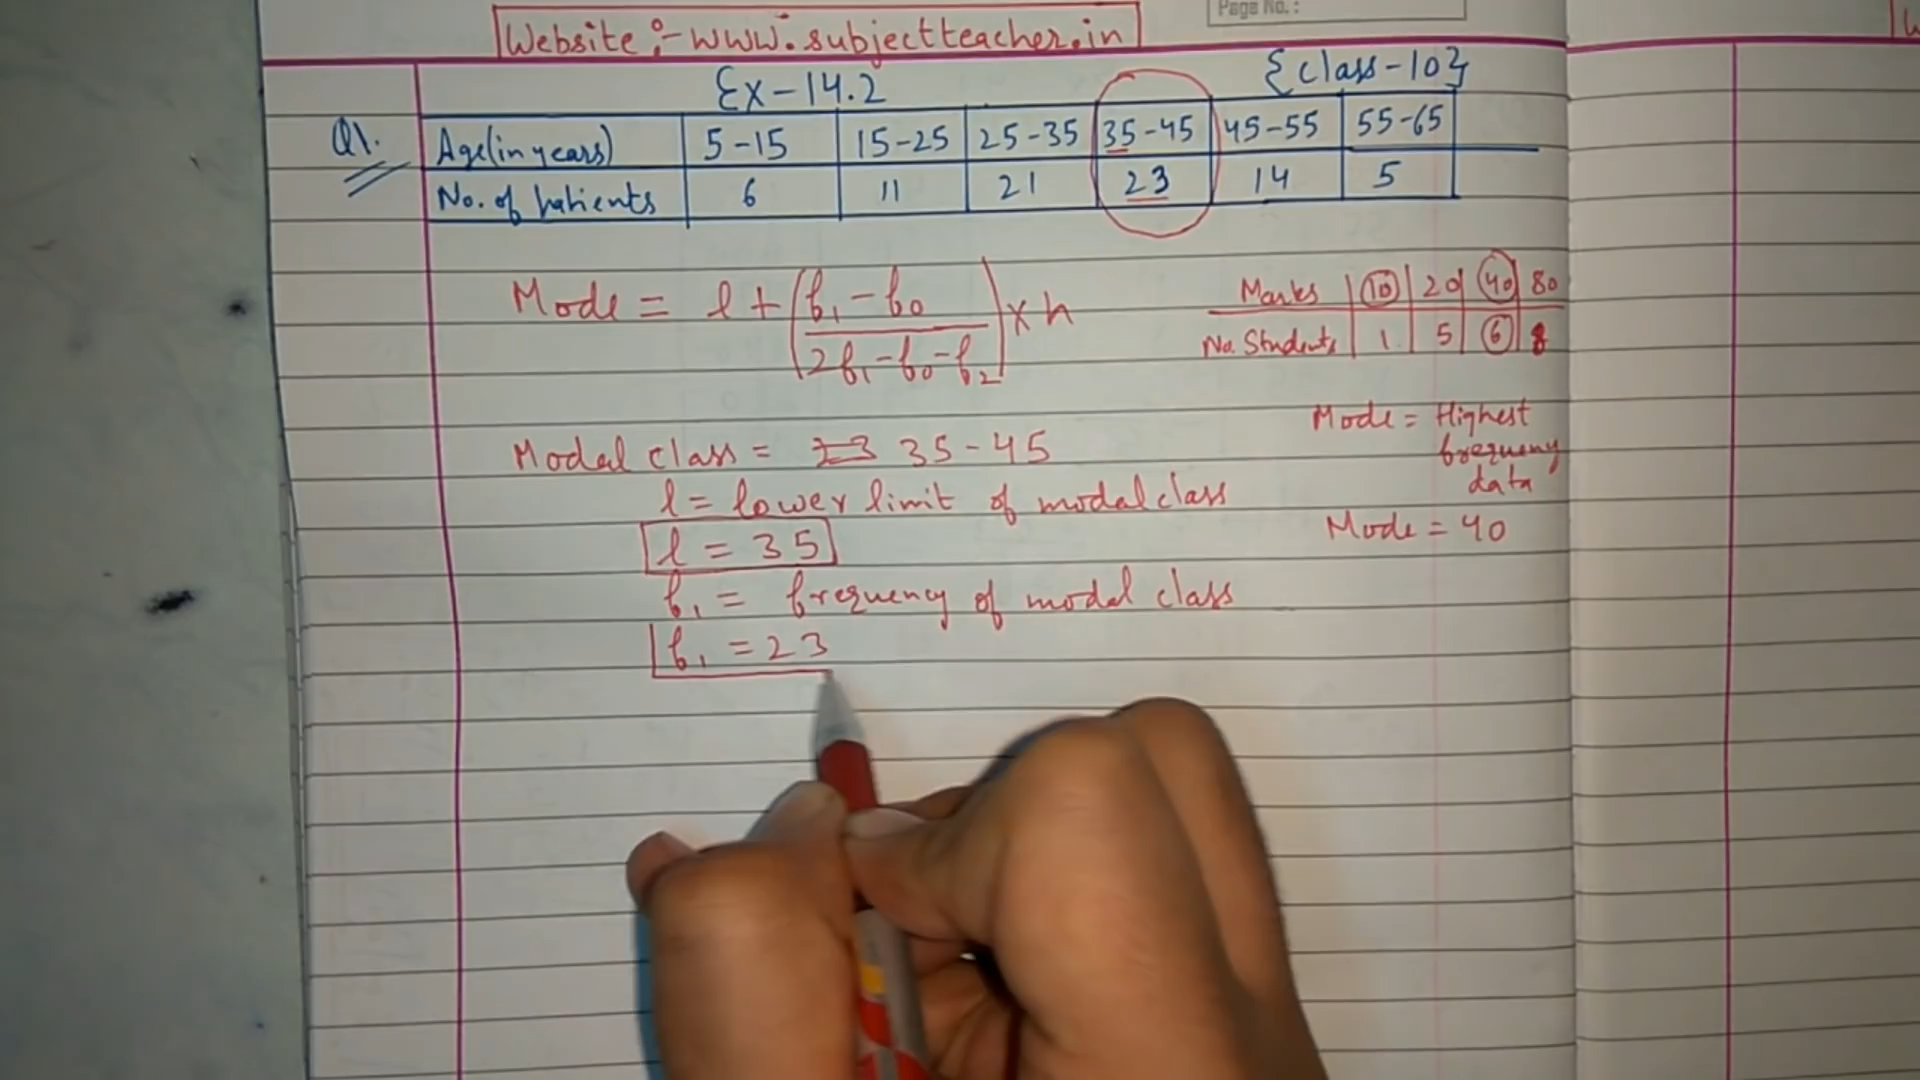 Page No. :
Website :- www.subjectteacher.in
Ex-14.2 {class-10}
Q1. Age(in years) 5-15 15-25 25-35 35-45 45-55 55-65
No. of patients 6 11 21 23 14 5
Mode = l + (f₁ - f₀ / 2f₁ - f₀ - f₂) × h
Marks 10 20 40 80
No. Students 1 5 6
Mode = Highest
frequency
data
Mode = 40
Modal class = 23 35-45
l = lower limit of modal class
l = 35
f₁ = frequency of modal class
f₁ = 23